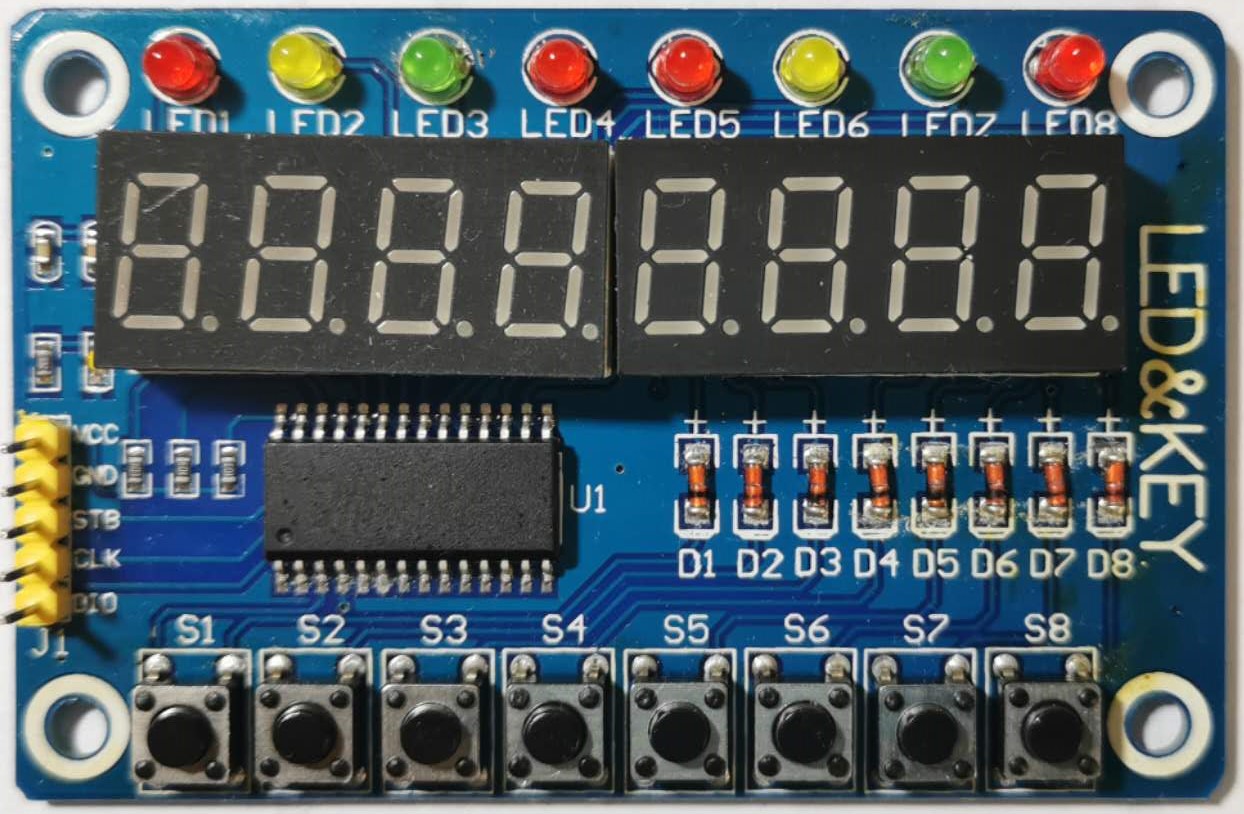 LED1 LED2 LED3 LED4 LED5 LED6 LED7 LED8
LED&KEY
VCC
GND
STB
CLK
DIO
J1
U1
D1 D2 D3 D4 D5 D6 D7 D8
S1 S2 S3 S4 S5 S6 S7 S8